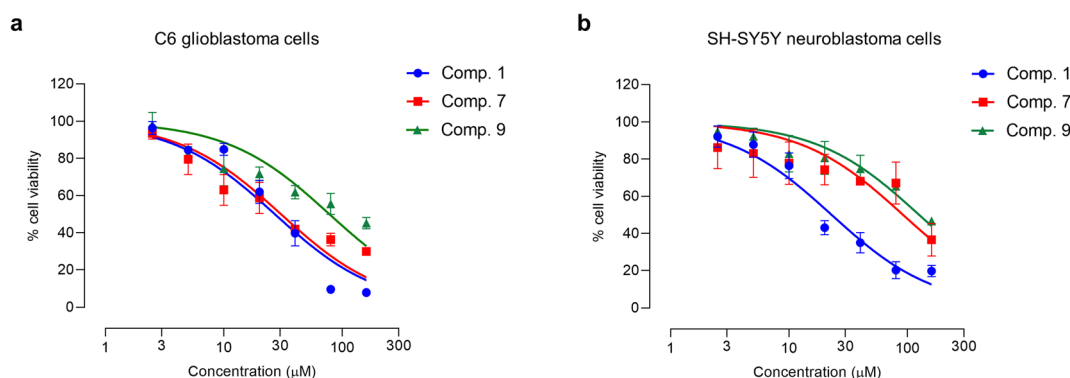 a
C6 glioblastoma cells
Comp. 1
Comp. 7
Comp. 9
120
100
80
60
40
20
0
% cell viability
1 3 10 30 100 300
Concentration (μM)
b
SH-SY5Y neuroblastoma cells
Comp. 1
Comp. 7
Comp. 9
120
100
80
60
40
20
0
% cell viability
1 3 10 30 100 300
Concentration (μM)